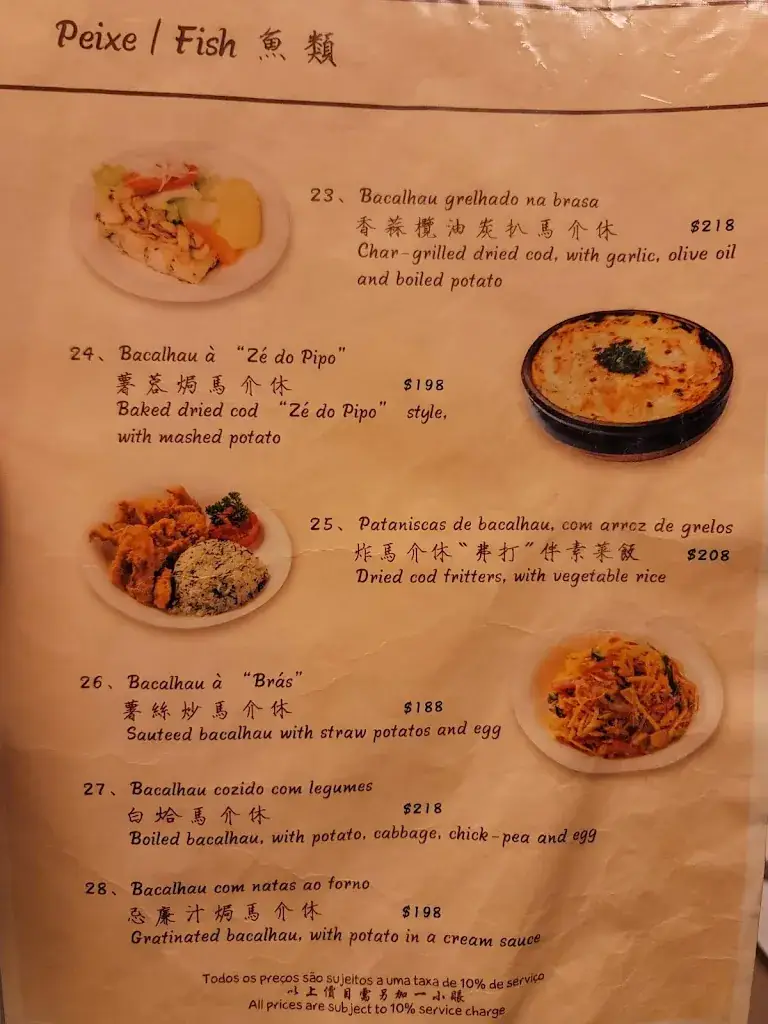 Peixe / Fish 魚類
23、Bacalhau grelhado na brasa
香蒜欖油炭扒馬介休 $218
Char-grilled dried cod, with garlic, olive oil
and boiled potato
24、Bacalhau à “Zé do Pipo”
薯蓉焗馬介休 $198
Baked dried cod “Zé do Pipo” style,
with mashed potato
25、Pataniscas de bacalhau, com arroz de grelos
炸馬介休“弗打”伴素菜飯 $208
Dried cod fritters, with vegetable rice
26、Bacalhau à “Brás”
薯絲炒馬介休 $188
Sauteed bacalhau with straw potatos and egg
27、Bacalhau cozido com legumes
白烚馬介休 $218
Boiled bacalhau, with potato, cabbage, chick-pea and egg
28、Bacalhau com natas ao forno
忌廉汁焗馬介休 $198
Gratinated bacalhau, with potato in a cream sauce
Todos os preços são sujeitos a uma taxa de 10% de serviço
以上價目需另加一小賬
All prices are subject to 10% service charge